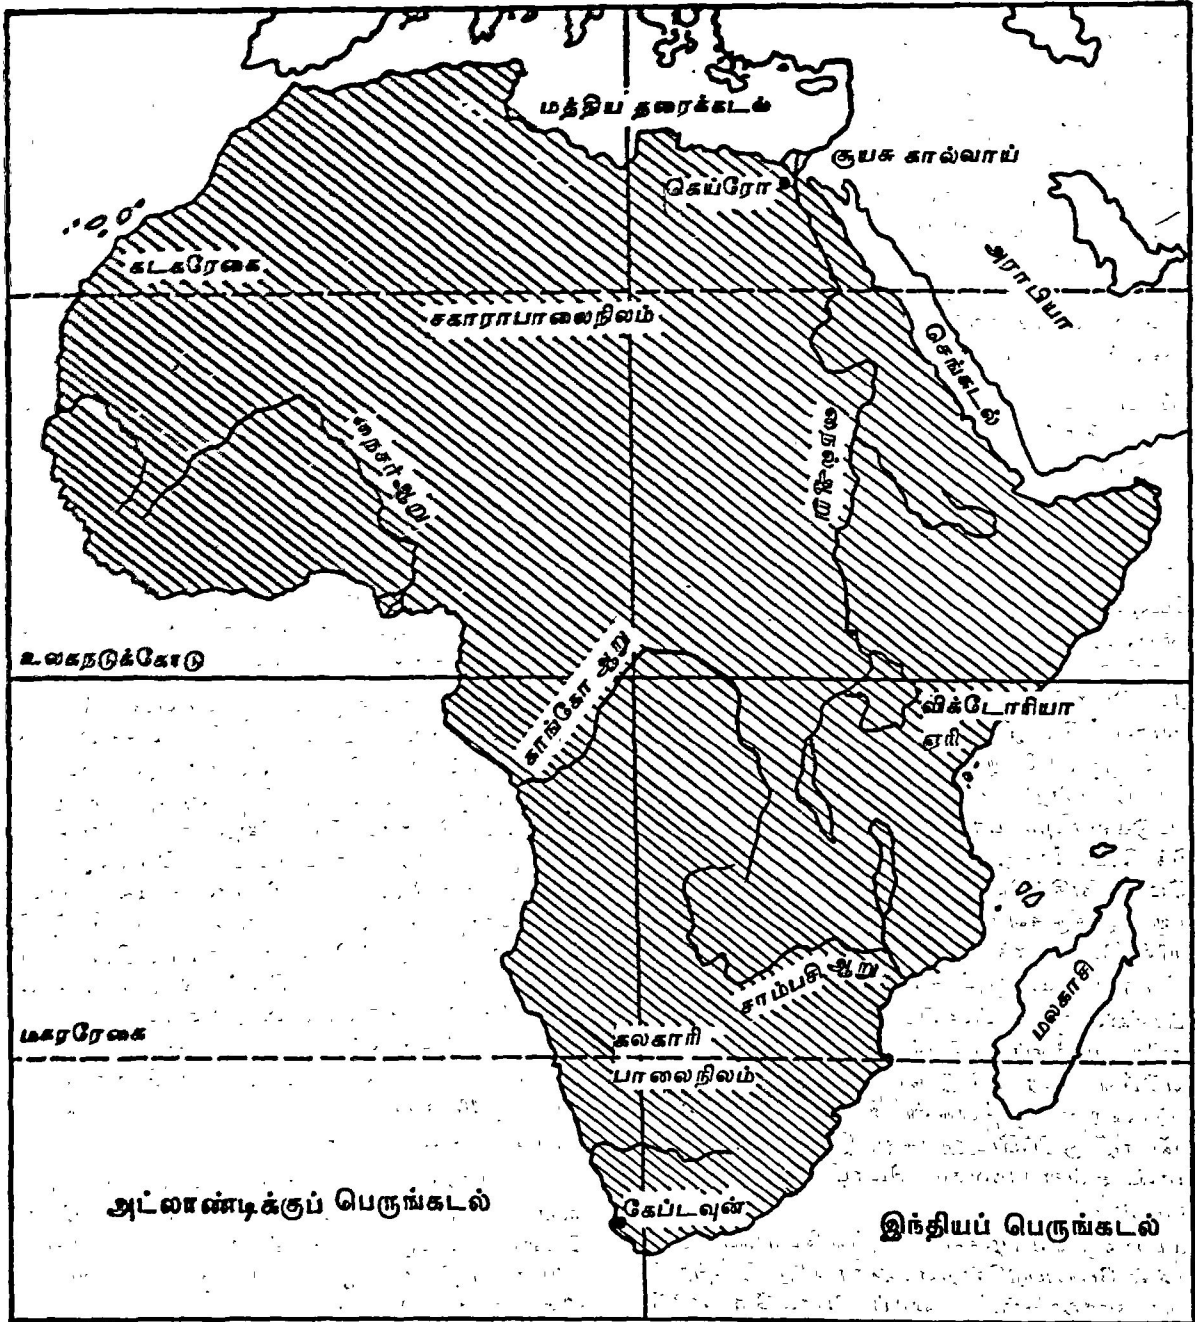 மத்திய தரைக்கடல்
சூயசு கால்வாய்
கெய்ரோ
கடகரேகை
அராபியா
சகாராபாலைநிலம்
செங்கடல்
நைசர் ஆறு
உலகநடுக்கோடு
காங்கோ ஆறு
விக்டோரியா
ஏரி
சாம்பசி ஆறு
மலகாசி
மகரரேகை
கலகாரி
பாலைநிலம்
கேப்டவுன்
அட்லாண்டிக்குப் பெருங்கடல்
இந்தியப் பெருங்கடல்